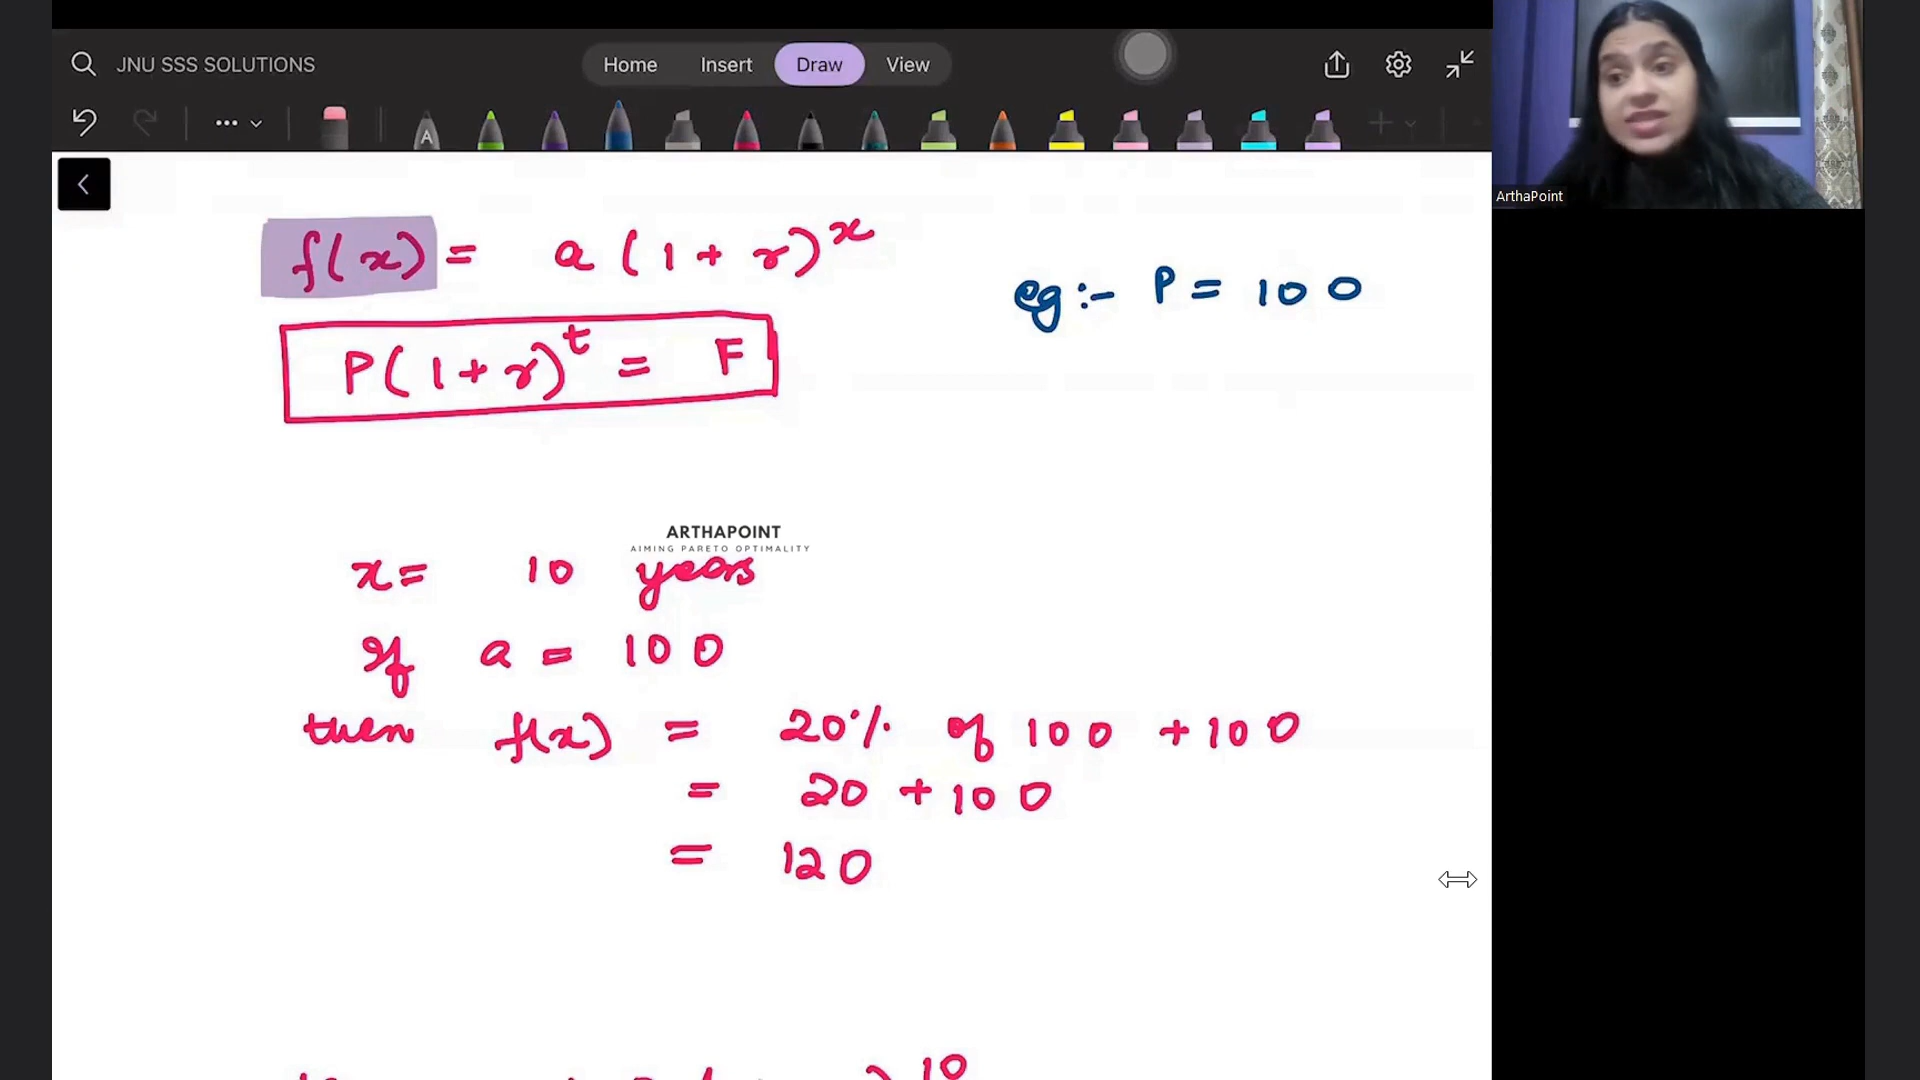 JNU SSS SOLUTIONS
Home Insert Draw View
A
ArthaPoint
f(x) = a (1 + r)^x
eg :- P = 100
P(1 + r)^t = F
ARTHAPOINT
AIMING PARETO OPTIMALITY
x = 10 years
If a = 100
then f(x) = 20% of 100 + 100
= 20 + 100
= 120
10